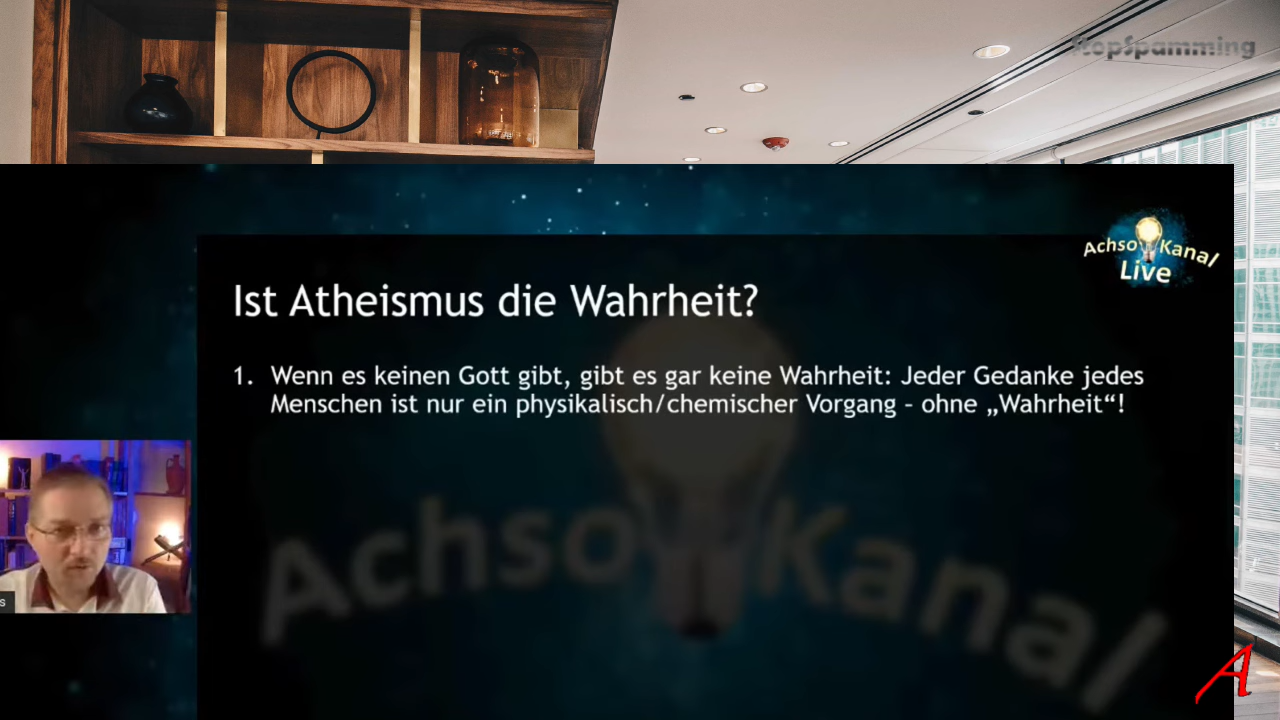 StopSpamming
Achso Kanal
Live
Ist Atheismus die Wahrheit?
1. Wenn es keinen Gott gibt, gibt es gar keine Wahrheit: Jeder Gedanke jedes
Menschen ist nur ein physikalisch/chemischer Vorgang – ohne „Wahrheit“!
s
Achso Kanal
A